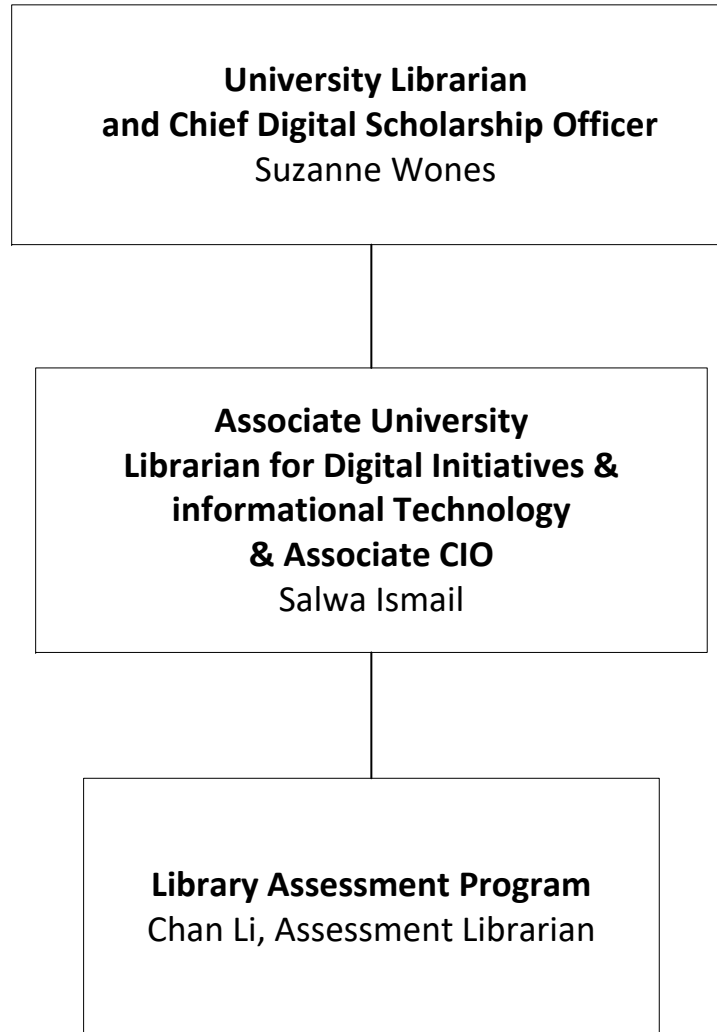 University Librarian
and Chief Digital Scholarship Officer
Suzanne Wones
Associate University
Librarian for Digital Initiatives &
informational Technology
& Associate CIO
Salwa Ismail
Library Assessment Program
Chan Li, Assessment Librarian